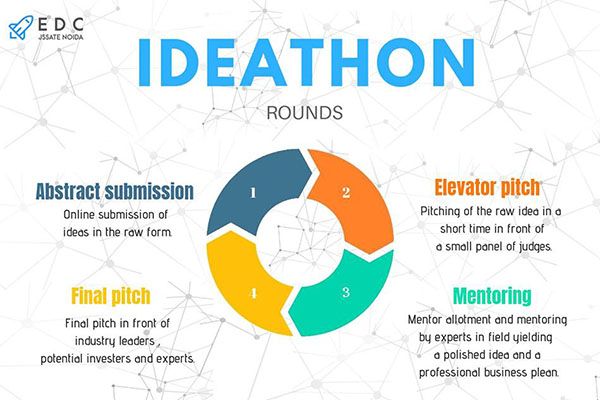 EDC
JSSATE NOIDA
IDEATHON
ROUNDS
Abstract submission
Online submission of
ideas in the raw form.
1
2
Elevator pitch
Pitching of the raw idea in a
short time in front of
a small panel of judges.
Final pitch
Final pitch in front of
industry leaders ,
potential investors and experts.
4
3
Mentoring
Mentor allotment and mentoring
by experts in field yielding
a polished idea and a
professional business plean.